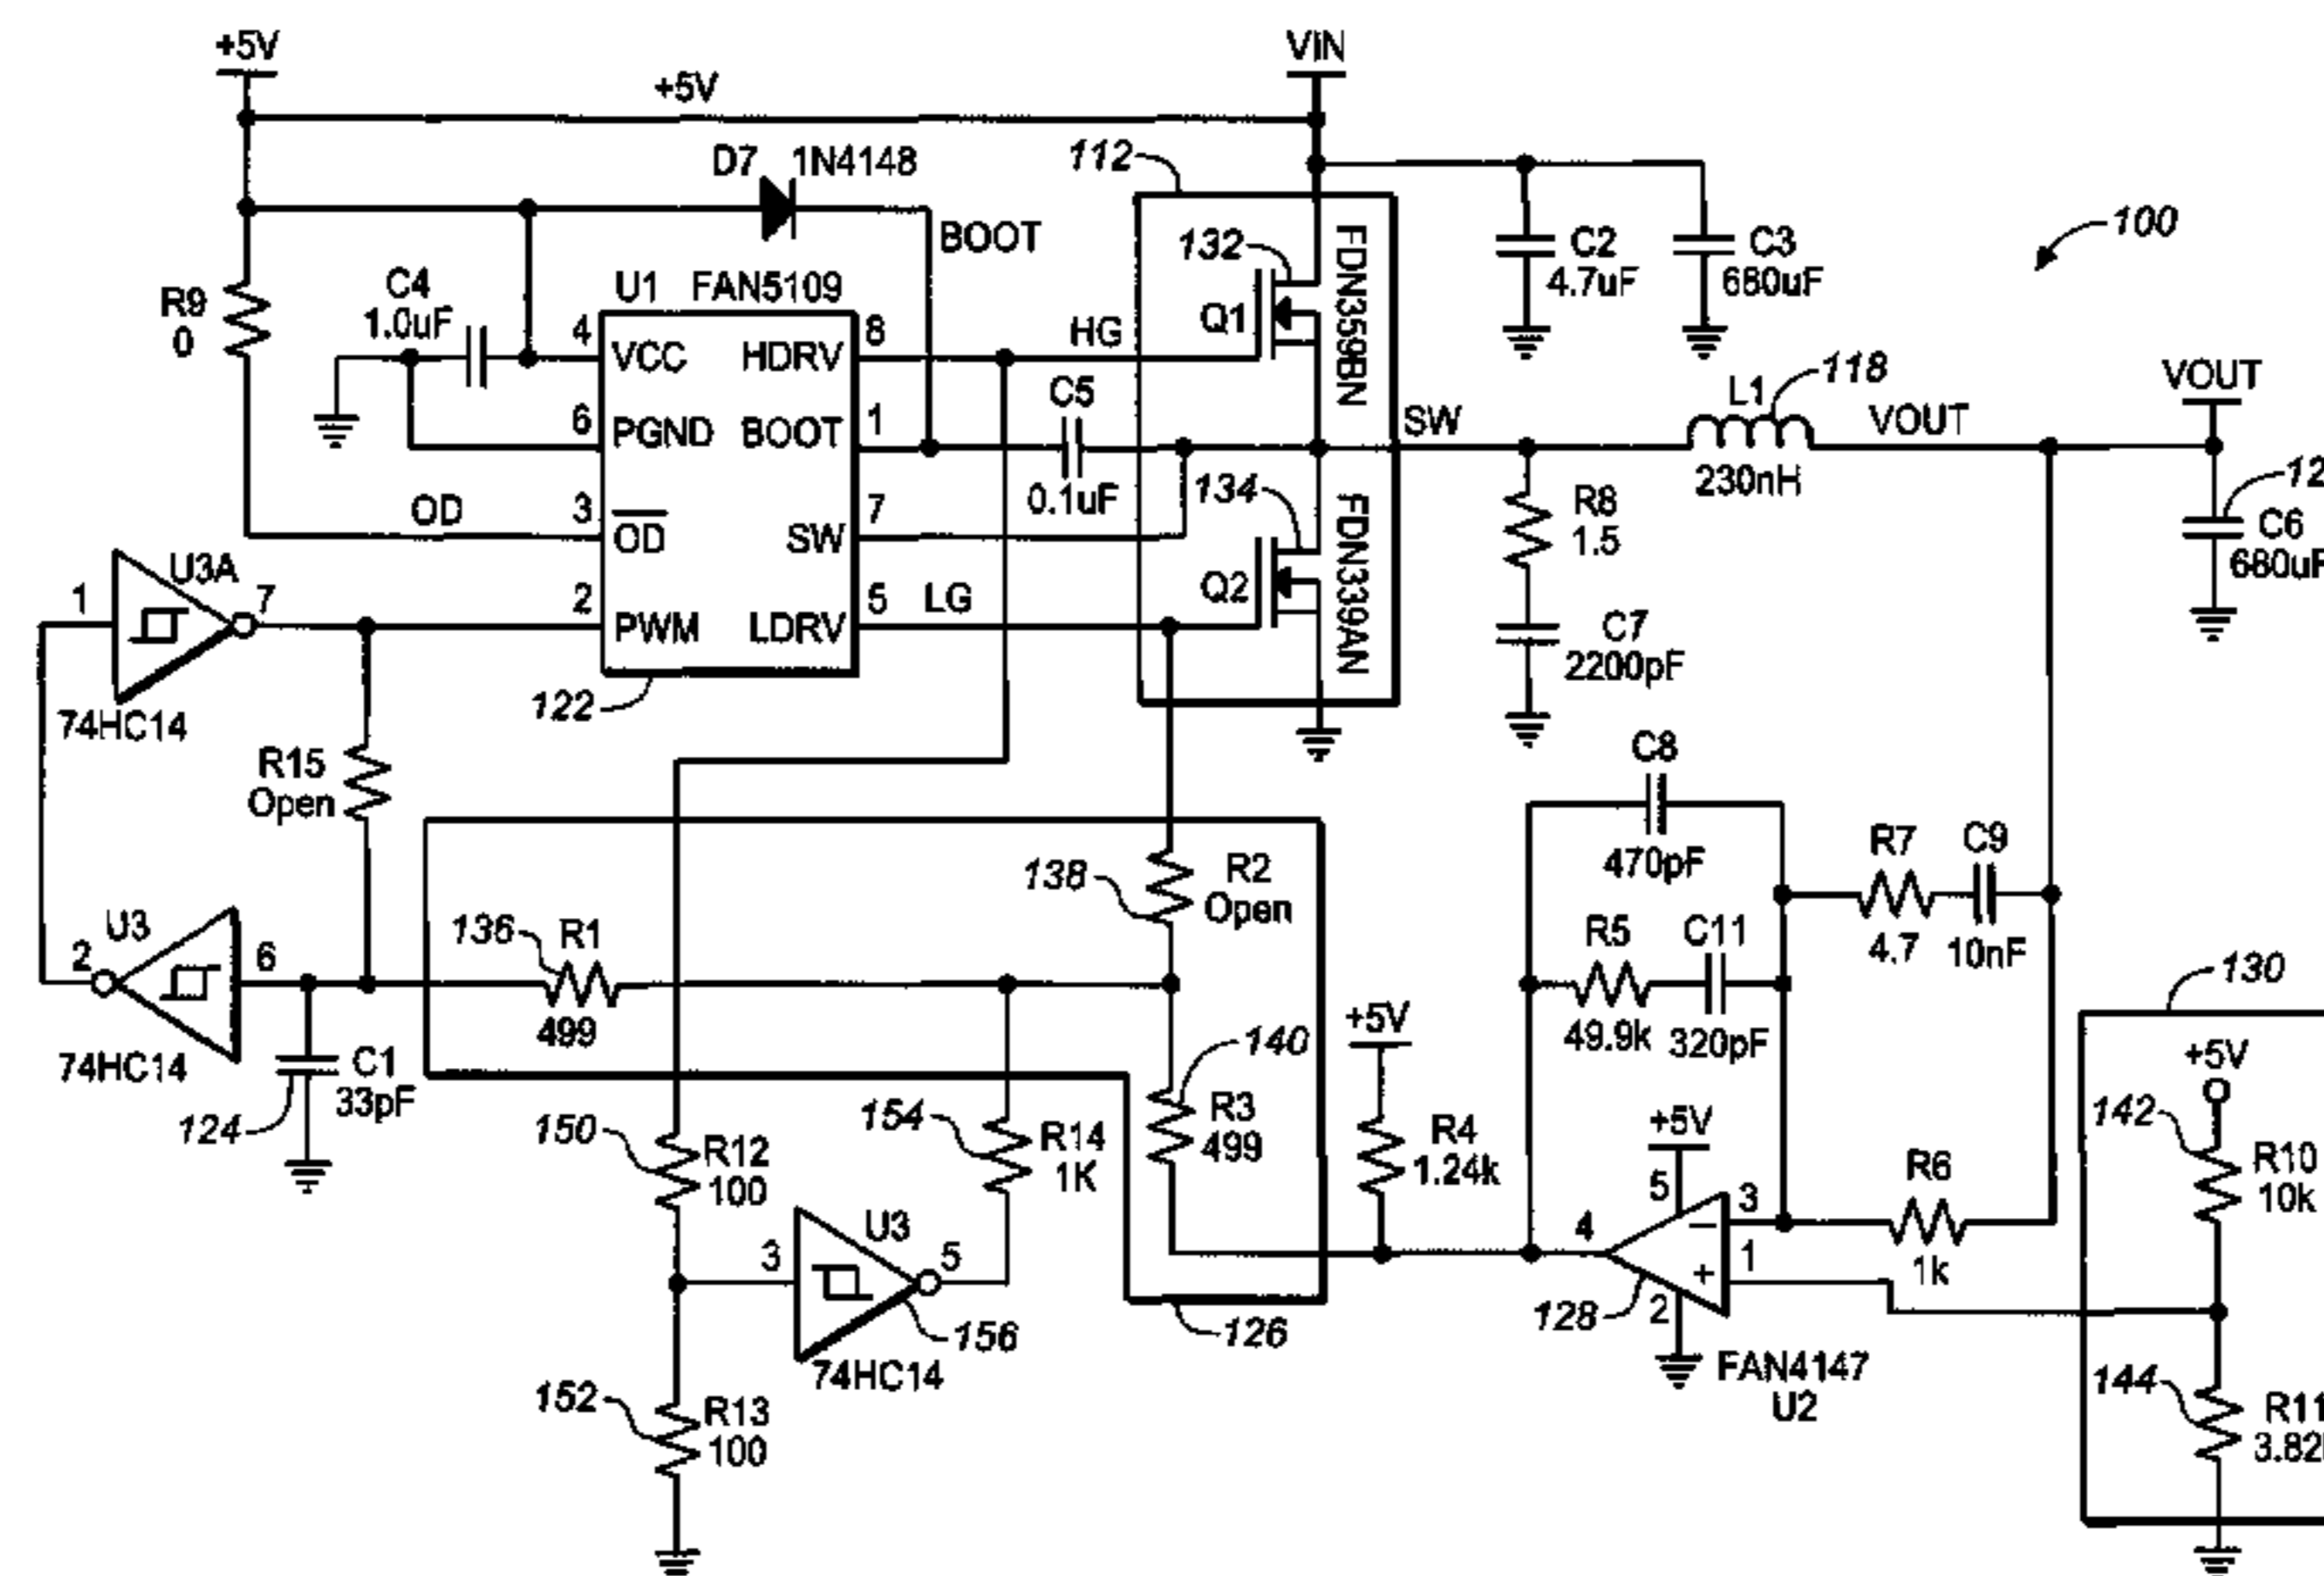 +5V
+5V
VIN
D7 1N4148
112
BOOT
132
FDN359BN
C2
4.7uF
C3
680uF
100
R9
0
C4
1.0uF
U1 FAN5109
Q1
4
VCC
HDRV
8
HG
6
PGND
BOOT
1
C5
0.1uF
SW
L1
118
230nH
VOUT
VOUT
OD
3
OD
SW
7
134
FDN339AN
R8
1.5
C6
U3A
1
7
2
PWM
LDRV
5
LG
Q2
C7
2200pF
74HC14
122
R15
Open
C8
470pF
138
R2
Open
R7
4.7
C9
10nF
U3
2
6
136
R1
499
R5
49.9k
C11
320pF
130
74HC14
C1
33pF
124
140
R3
499
+5V
R4
1.24k
+5V
142
R10
10k
150
R12
100
154
R14
1K
+5V
5
3
R6
1k
U3
3
5
4
1
−
+
2
128
156
126
74HC14
FAN4147
U2
152
R13
100
144